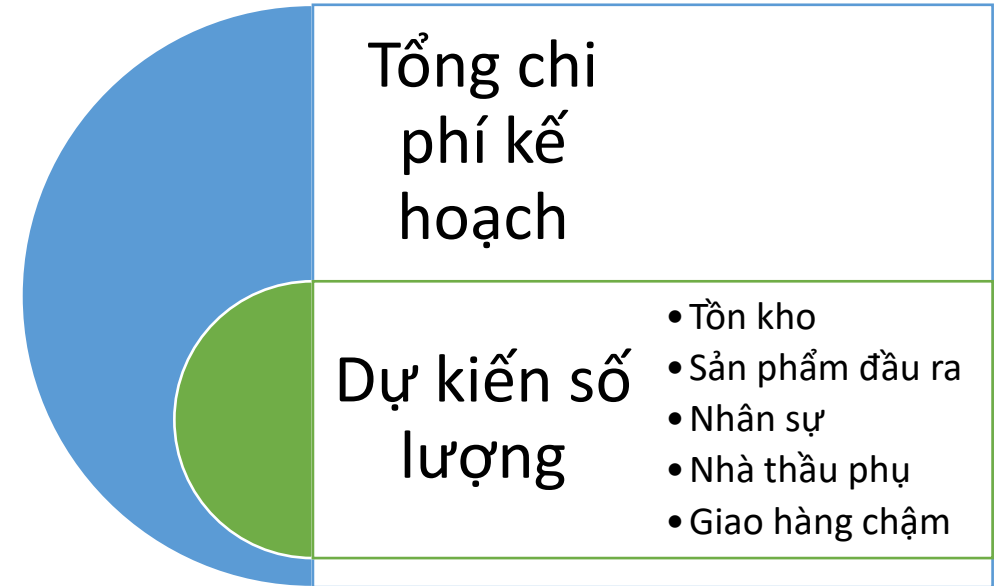 Tổng chi
phí kế
hoạch
Dự kiến số
lượng
•Tồn kho
•Sản phẩm đầu ra
•Nhân sự
•Nhà thầu phụ
•Giao hàng chậm